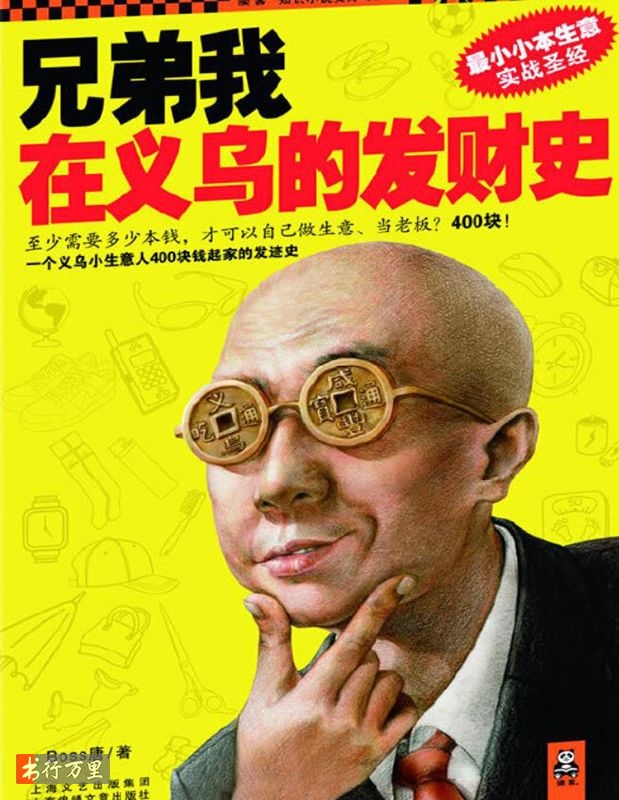 最小小本生意
实战圣经
兄弟我
在义乌的发财史
至少需要多少本钱，才可以自己做生意、当老板？400块！
一个义乌小生意人400块钱起家的发迹史
义
吃 通
乌
咸
寶 通
豐
Boss唐/著
书行万里
上海文艺出版集团
读客